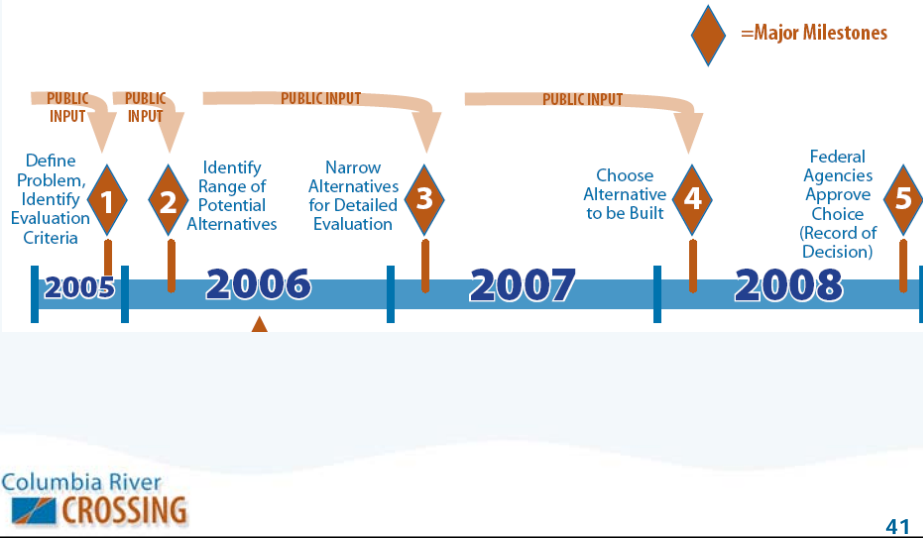 =Major Milestones
PUBLIC
INPUT
PUBLIC
INPUT
PUBLIC INPUT
PUBLIC INPUT
Define
Problem,
Identify
Evaluation
Criteria
1
2
Identify
Range of
Potential
Alternatives
Narrow
Alternatives
for Detailed
Evaluation
3
Choose
Alternative
to be Built
4
Federal
Agencies
Approve
Choice
(Record of
Decision)
5
2005
2006
2007
2008
Columbia River
CROSSING
41